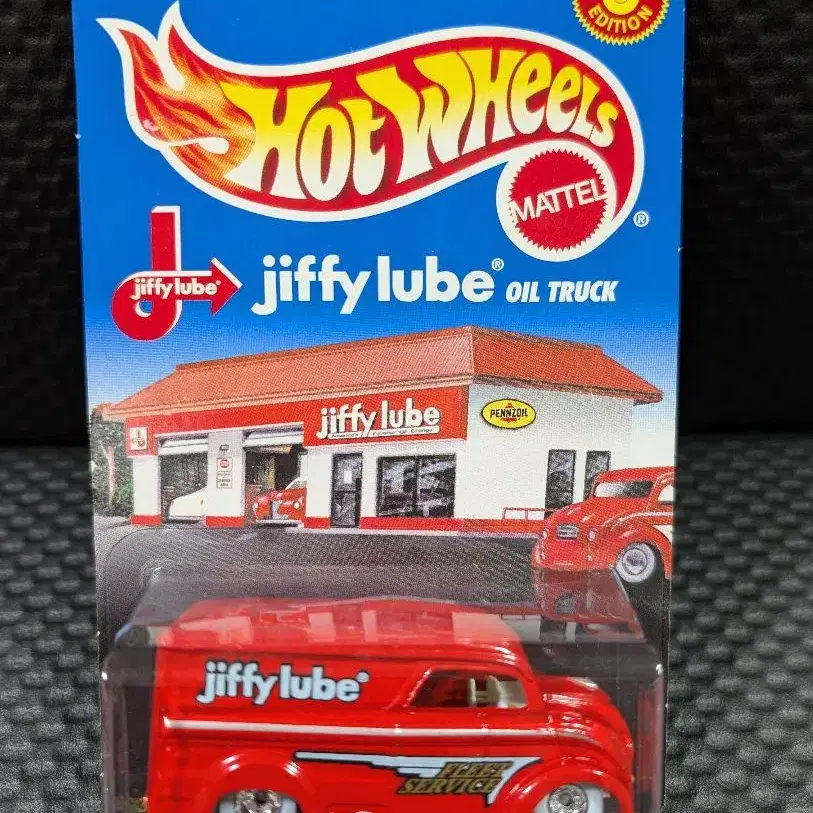 EDITION
HOT WHEELS
MATTEL
®
jiffy lube®
jiffy lube® OIL TRUCK
jiffy lube
PENNZOIL
jiffy lube®
FLEET
SERVICE